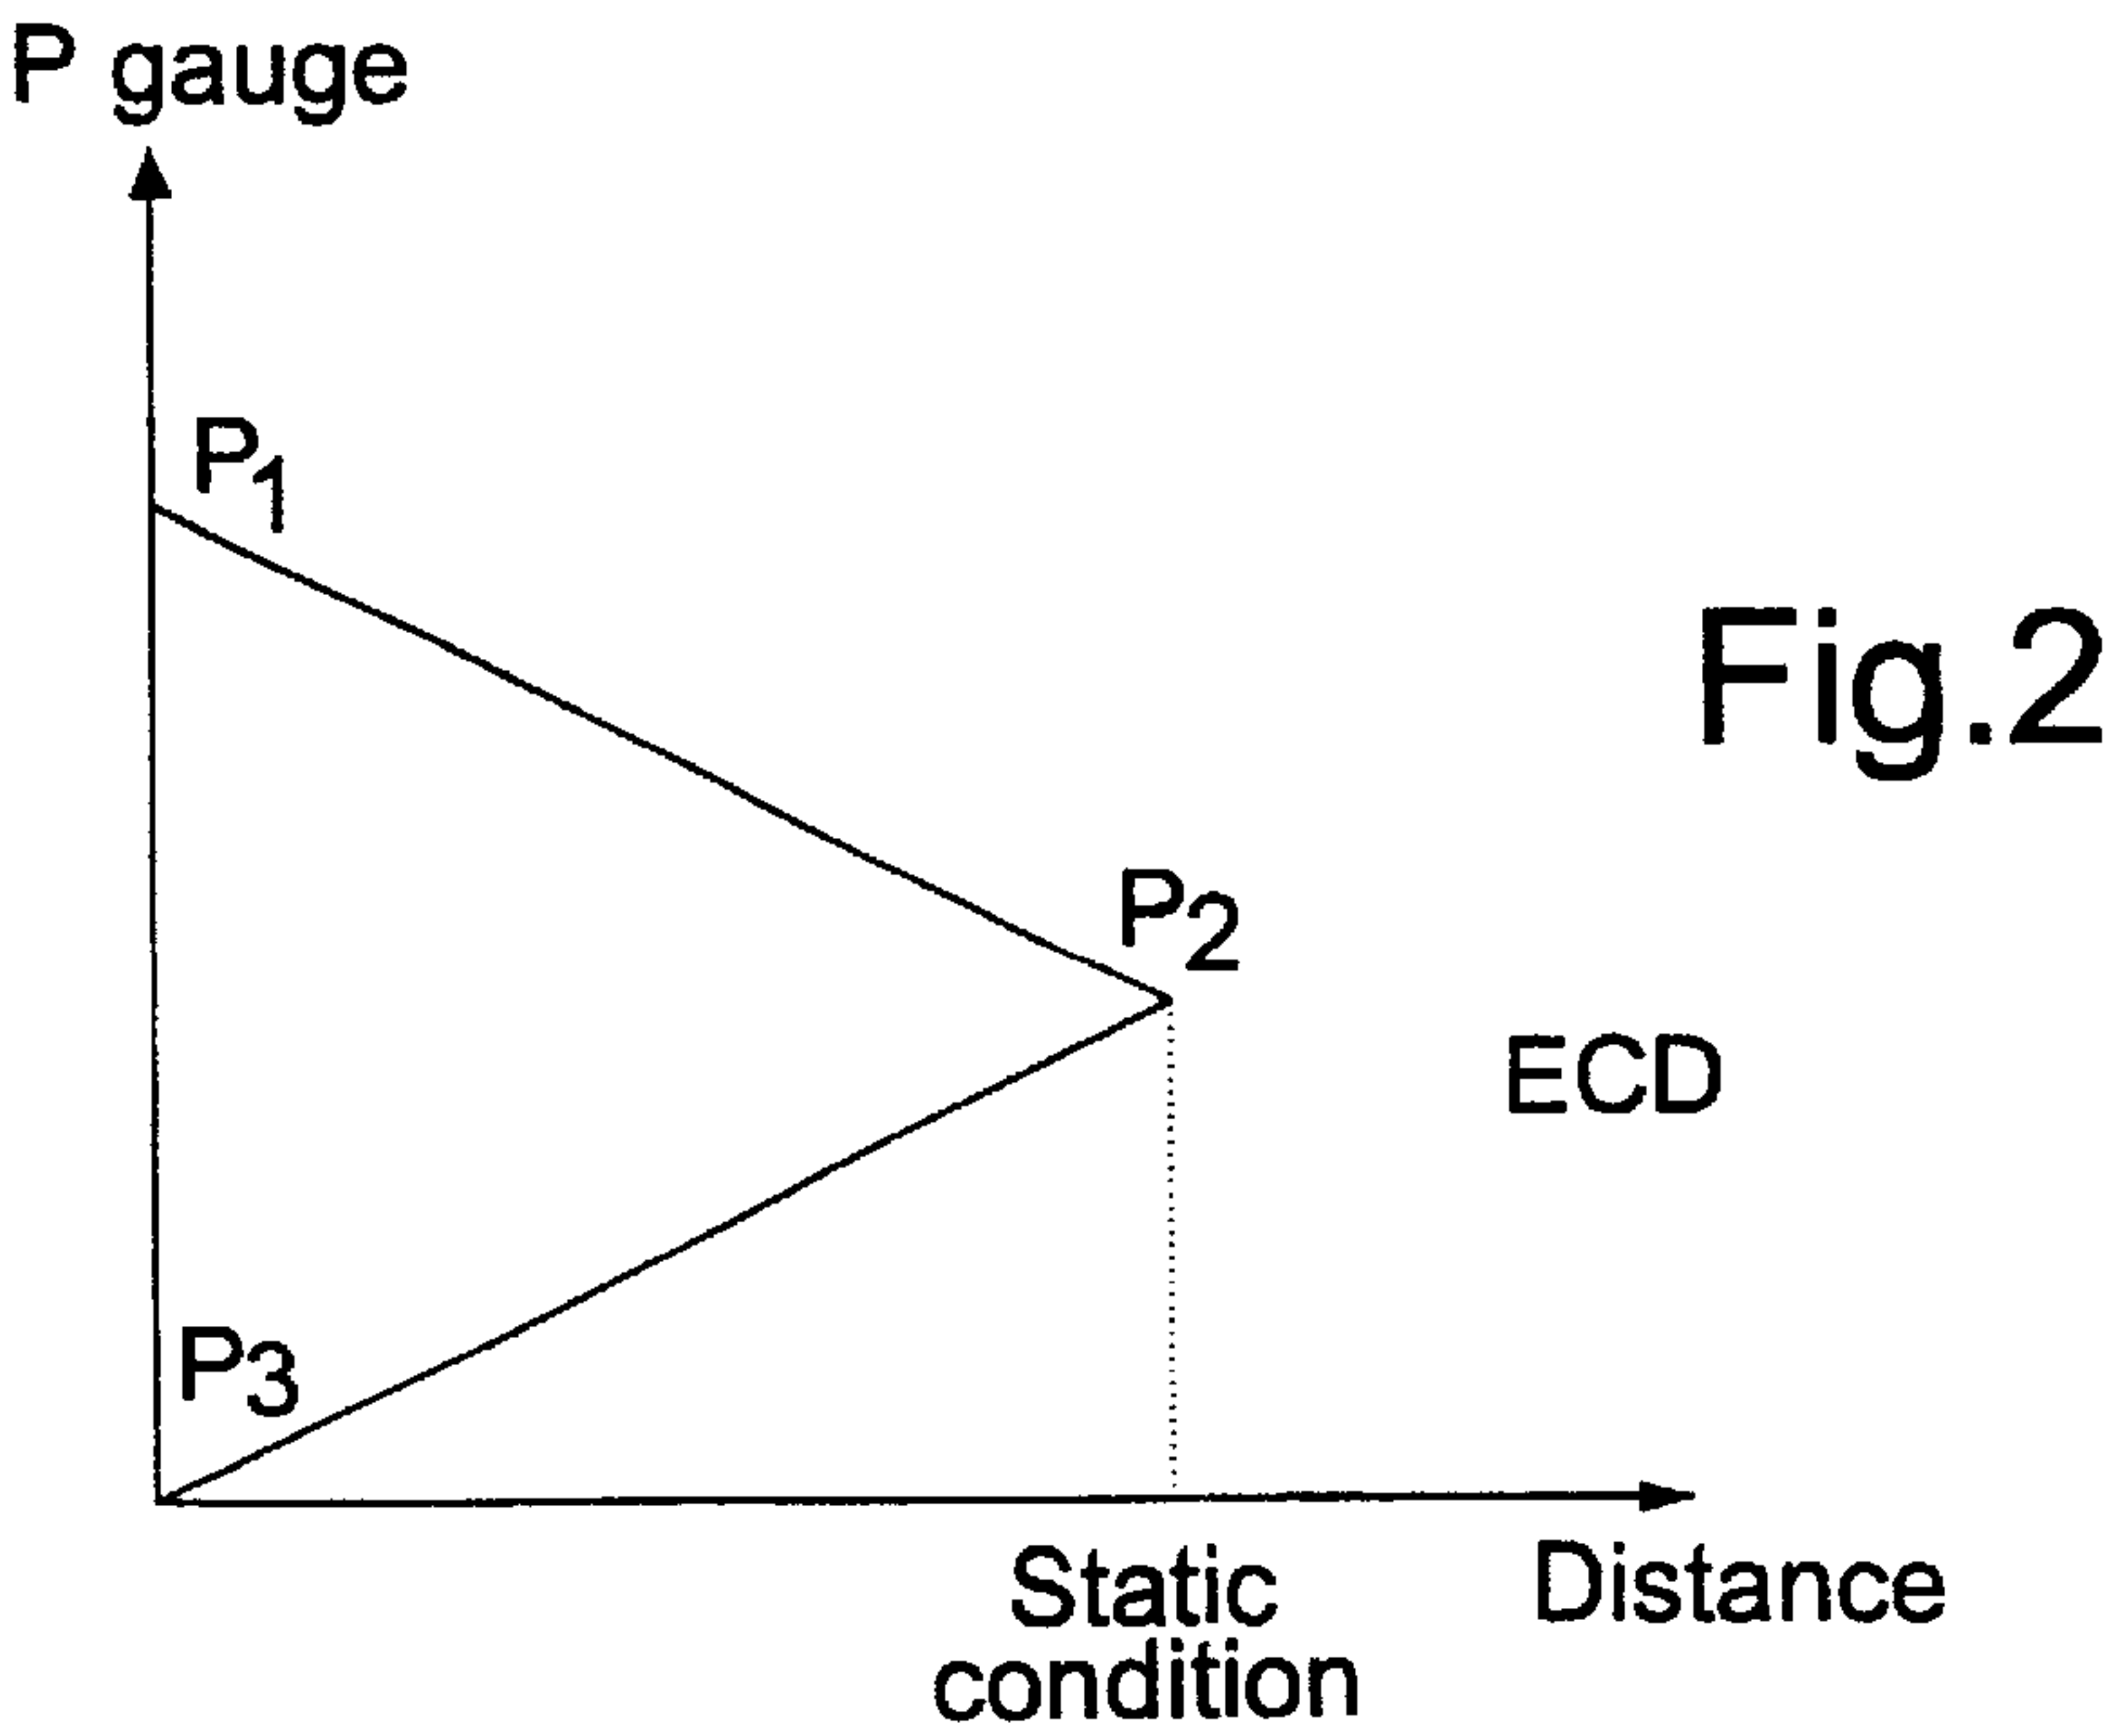 P gauge
P1
Fig.2
P2
ECD
P3
Static
condition
Distance